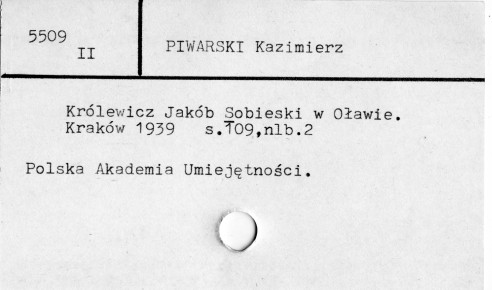 5509
II
PIWARSKI Kazimierz
Królewicz Jakób Sobieski w Oławie.
Kraków 1939 s.109,nlb.2
Polska Akademia Umiejętności.